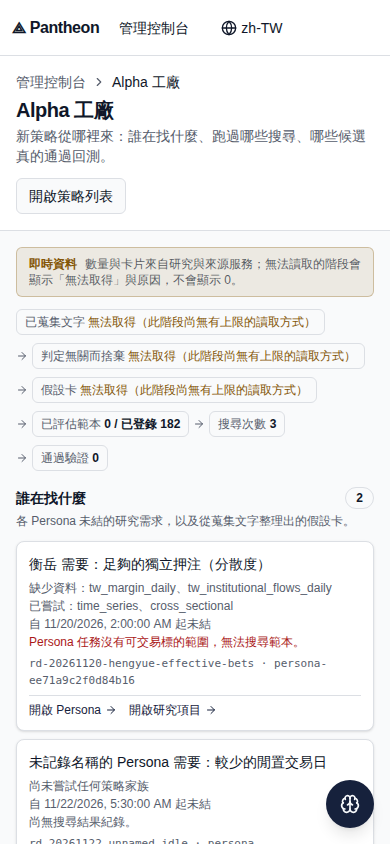 Pantheon 管理控制台 zh-TW
管理控制台 > Alpha 工廠
Alpha 工廠
新策略從哪裡來：誰在找什麼、跑過哪些搜尋、哪些候選
真的通過回測。
開啟策略列表
即時資料 數量與卡片來自研究與來源服務；無法讀取的階段會
顯示「無法取得」與原因，不會顯示 0。
已蒐集文字 無法取得（此階段尚無有上限的讀取方式）
→ 判定無關而捨棄 無法取得（此階段尚無有上限的讀取方式）
→ 假設卡 無法取得（此階段尚無有上限的讀取方式）
→ 已評估範本 0 / 已登錄 182 → 搜尋次數 3
→ 通過驗證 0
誰在找什麼 2
各 Persona 未結的研究需求，以及從蒐集文字整理出的假設卡。
衡岳 需要：足夠的獨立押注（分散度）
缺少資料：tw_margin_daily、tw_institutional_flows_daily
已嘗試：time_series、cross_sectional
自 11/20/2026, 2:00:00 AM 起未結
Persona 任務沒有可交易標的範圍，無法搜尋範本。
rd-20261120-hengyue-effective-bets · persona-
ee71a9c2f0d84b16
開啟 Persona → 開啟研究項目 →
未記錄名稱的 Persona 需要：較少的閒置交易日
尚未嘗試任何策略家族
自 11/22/2026, 5:30:00 AM 起未結
尚無搜尋結果紀錄。
rd-20261122-unnamed-idle · persona-